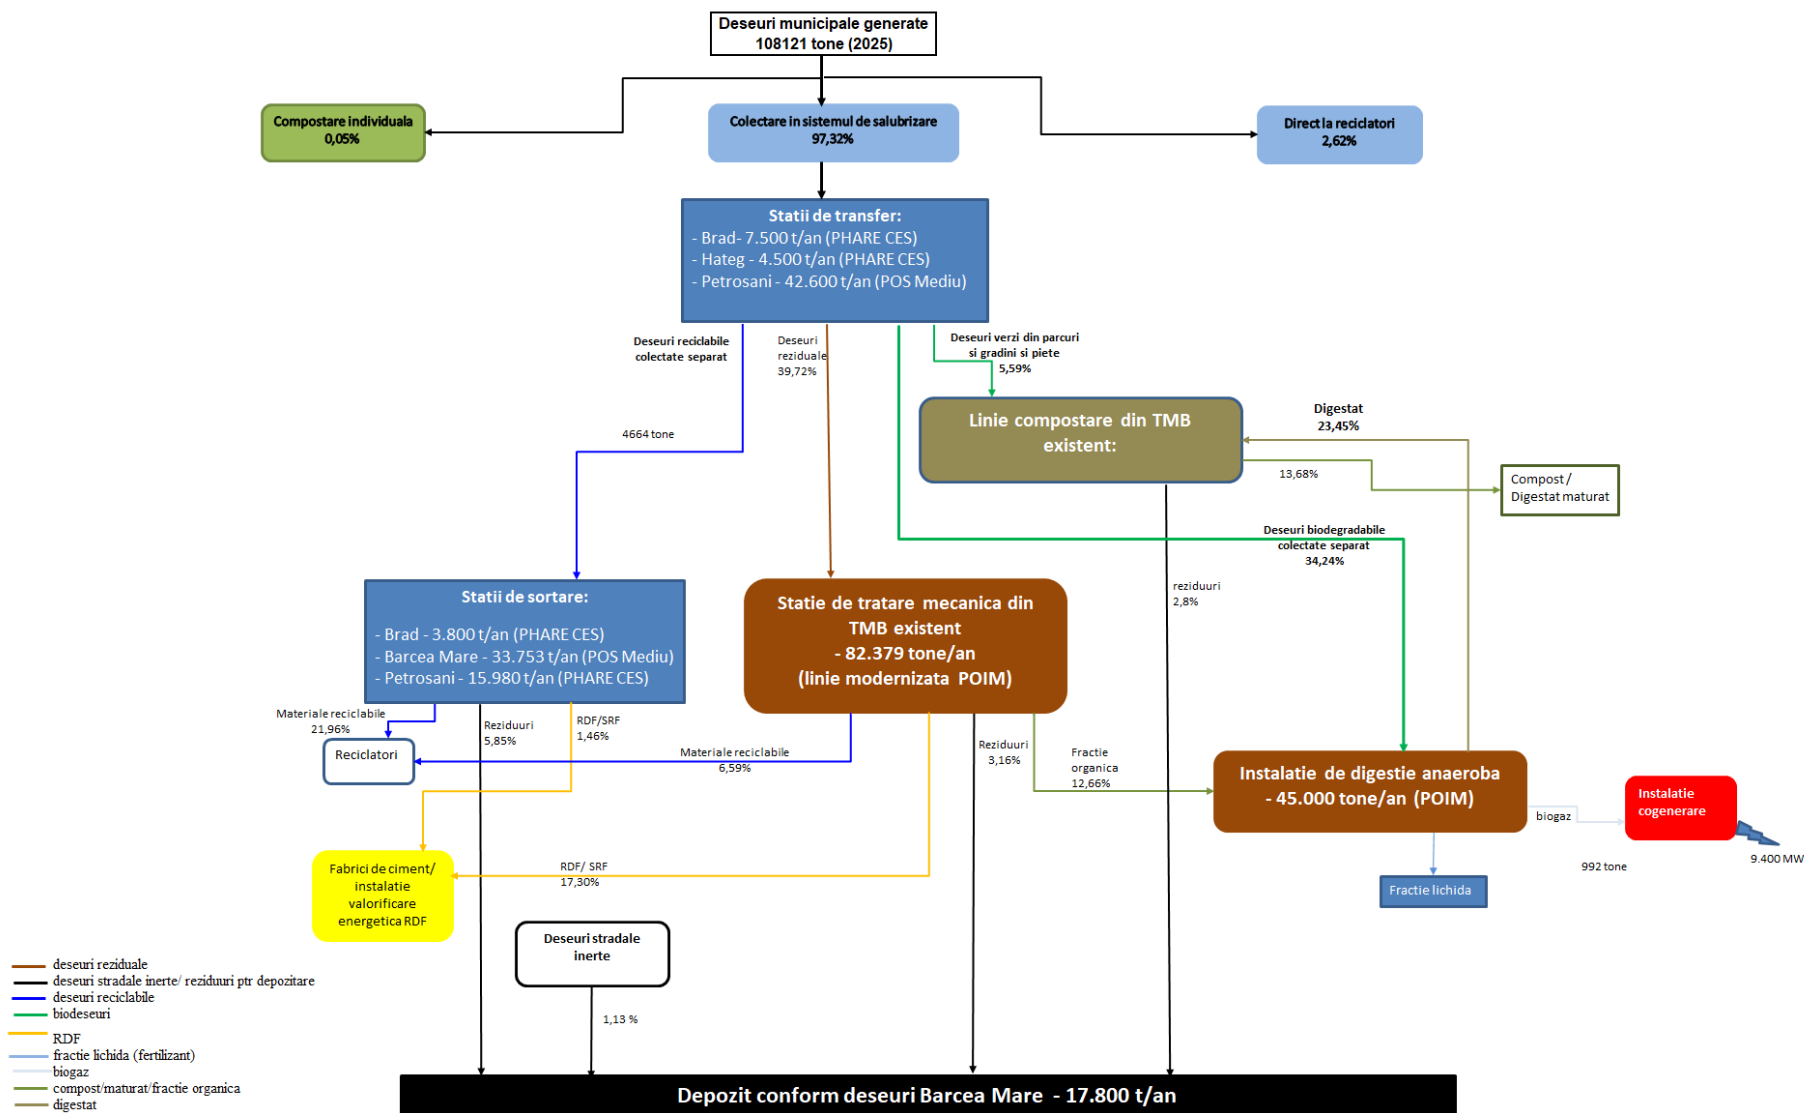 Deseuri municipale generate
108121 tone (2025)
Compostare individuala
0,05%
Colectare in sistemul de salubrizare
97,32%
Direct la reciclatori
2,62%
Statii de transfer:
- Brad- 7.500 t/an (PHARE CES)
- Hateg - 4.500 t/an (PHARE CES)
- Petrosani - 42.600 t/an (POS Mediu)
Deseuri reciclabile
colectate separat
Deseuri
reziduale
39,72%
Deseuri verzi din parcuri
si gradini si piete
5,59%
Linie compostare din TMB
existent:
Digestat
23,45%
4664 tone
13,68%
Compost /
Digestat maturat
Deseuri biodegradabile
colectate separat
34,24%
Statii de sortare:
- Brad - 3.800 t/an (PHARE CES)
- Barcea Mare - 33.753 t/an (POS Mediu)
- Petrosani - 15.980 t/an (PHARE CES)
Statie de tratare mecanica din
TMB existent
- 82.379 tone/an
(linie modernizata POIM)
reziduuri
2,8%
Materiale reciclabile
21,96%
Reziduuri
5,85%
RDF/SRF
1,46%
Reciclatori
Materiale reciclabile
6,59%
Reziduuri
3,16%
Fractie
organica
12,66%
Instalatie de digestie anaeroba
- 45.000 tone/an (POIM)
biogaz
Instalatie
cogenerare
9.400 MW
992 tone
Fractie lichida
Fabrici de ciment/
instalatie
valorificare
energetica RDF
RDF/ SRF
17,30%
Deseuri stradale
inerte
1,13 %
deseuri reziduale
deseuri stradale inerte/ reziduuri ptr depozitare
deseuri reciclabile
biodeseuri
RDF
fractie lichida (fertilizant)
biogaz
compost/maturat/fractie organica
digestat
Depozit conform deseuri Barcea Mare - 17.800 t/an